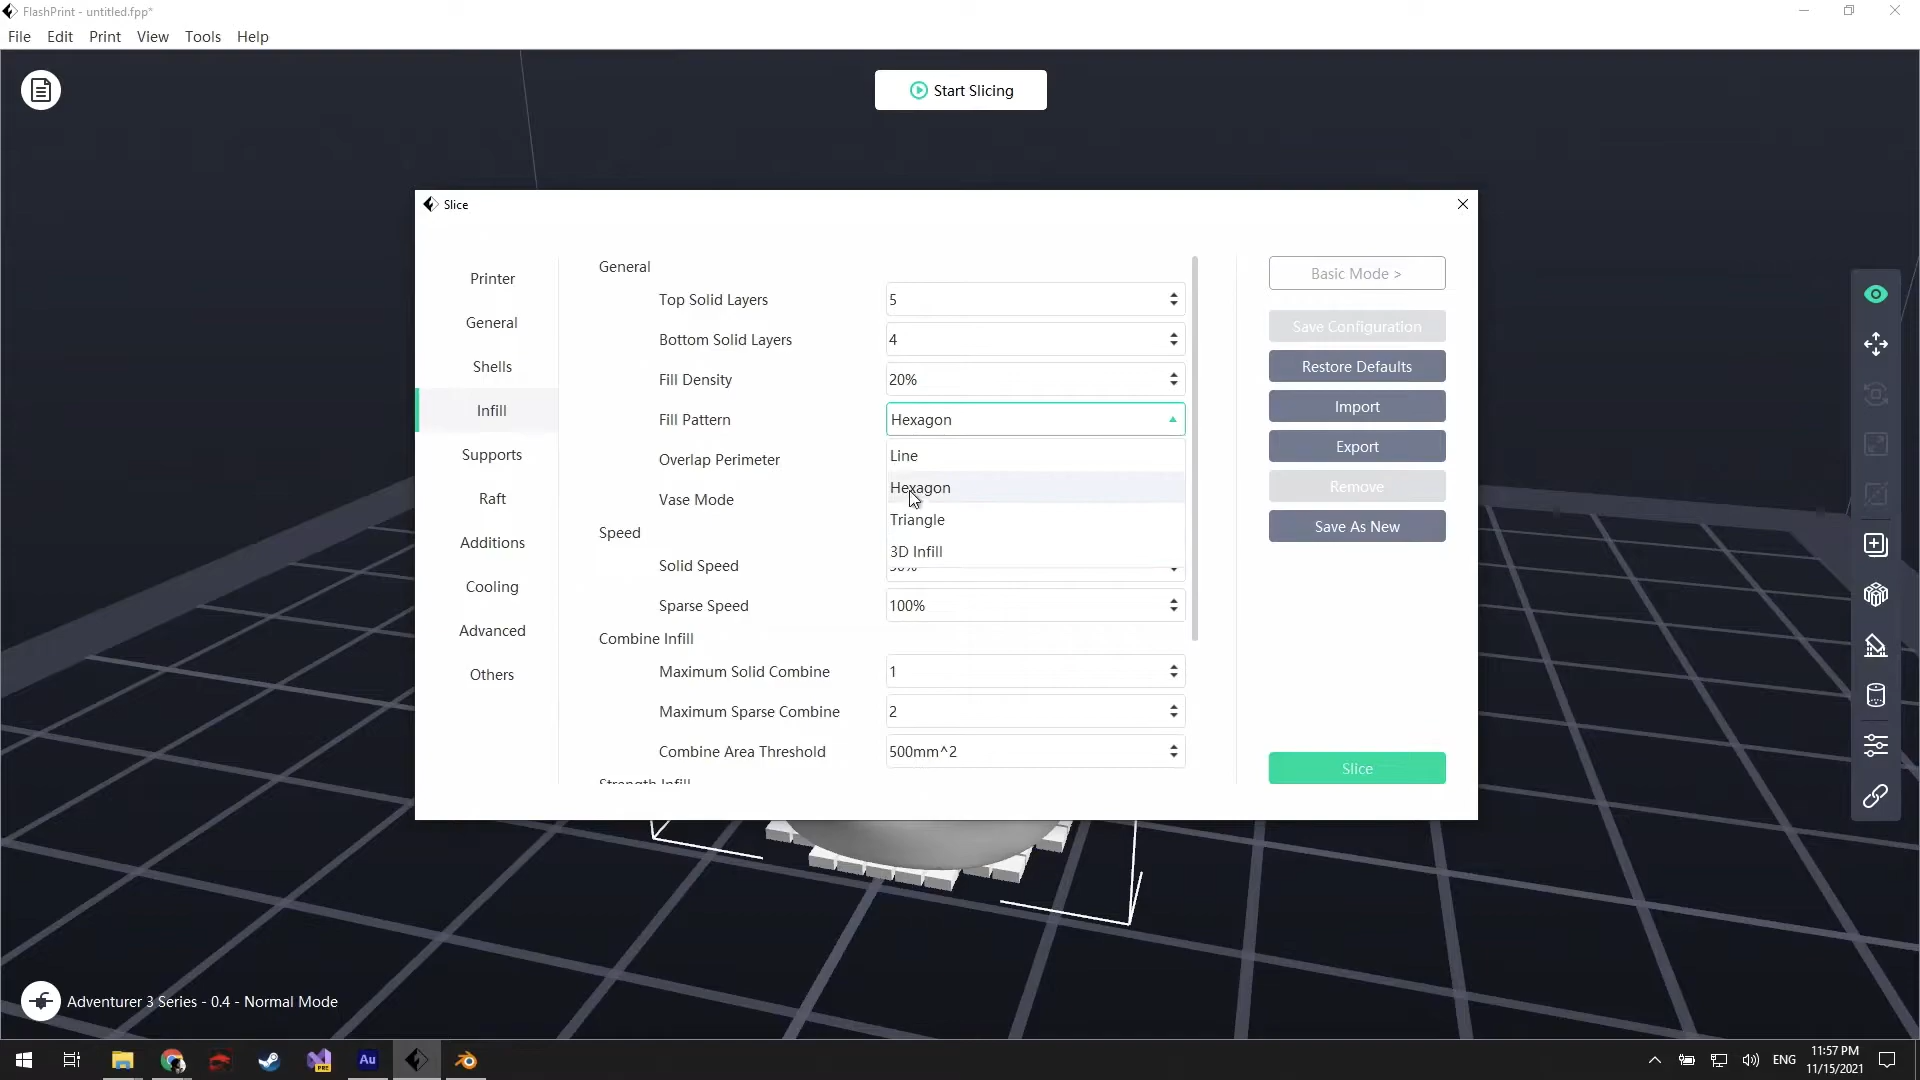 FlashPrint - untitled.fpp*
File Edit Print View Tools Help
Start Slicing
Slice
Printer
General
Shells
Infill
Supports
Raft
Additions
Cooling
Advanced
Others
General
Top Solid Layers 5
Bottom Solid Layers 4
Fill Density 20%
Fill Pattern Hexagon
Line
Overlap Perimeter
Hexagon
Vase Mode
Triangle
Speed
3D Infill
Solid Speed
Sparse Speed 100%
Combine Infill
Maximum Solid Combine 1
Maximum Sparse Combine 2
Combine Area Threshold 500mm^2
Strength Infill
Basic Mode >
Save Configuration
Restore Defaults
Import
Export
Remove
Save As New
Slice
Adventurer 3 Series - 0.4 - Normal Mode
Au
PRE
ENG
11:57 PM
11/15/2021